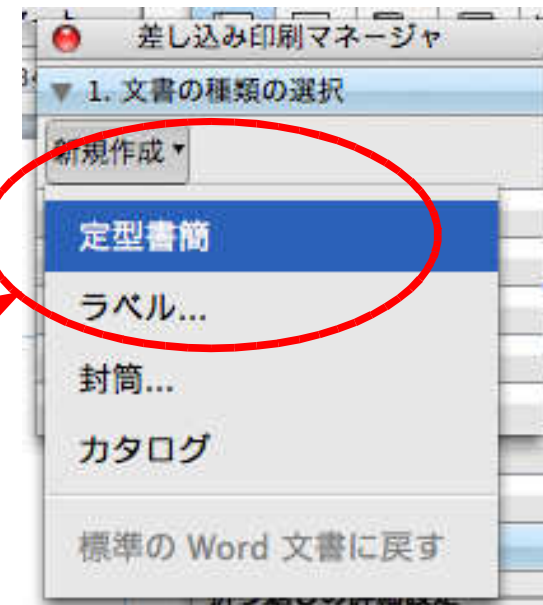 差し込み印刷マネージャ
1. 文書の種類の選択
新規作成
定型書簡
ラベル...
封筒...
カタログ
標準の Word 文書に戻す